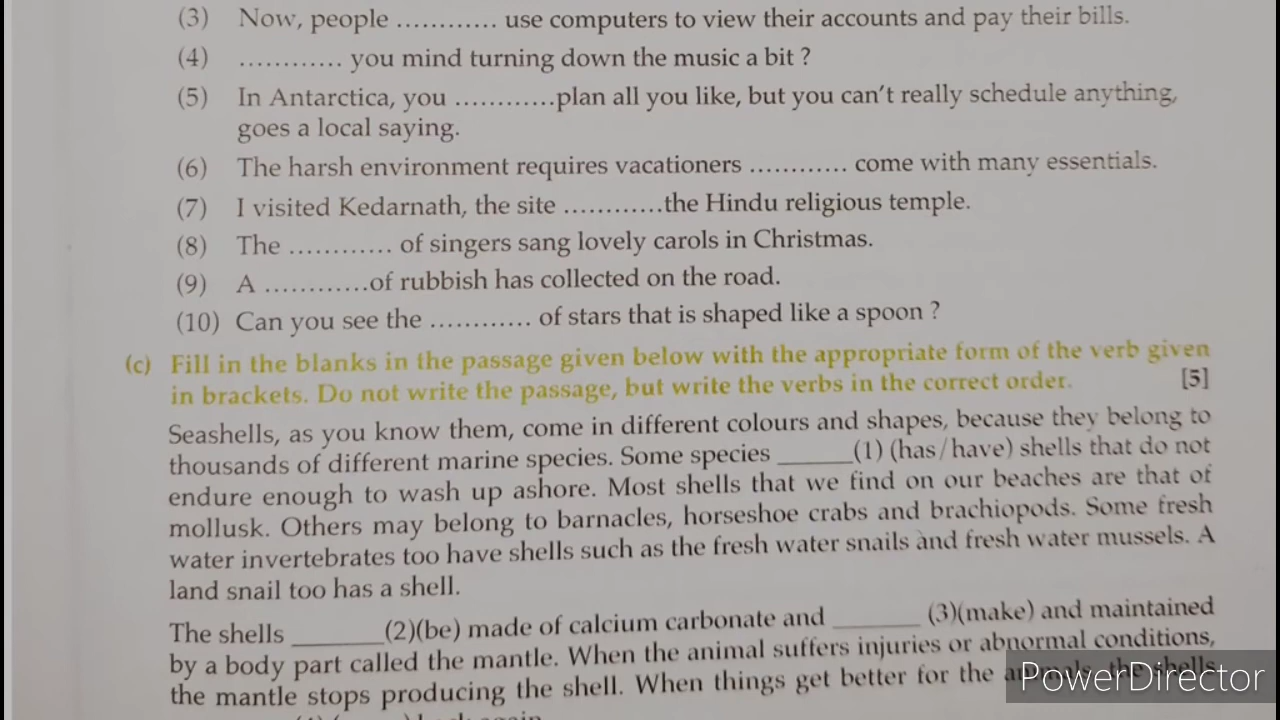 (3) Now, people ............ use computers to view their accounts and pay their bills.
(4) ............ you mind turning down the music a bit ?
(5) In Antarctica, you ............plan all you like, but you can't really schedule anything,
goes a local saying.
(6) The harsh environment requires vacationers ............ come with many essentials.
(7) I visited Kedarnath, the site ............the Hindu religious temple.
(8) The ............ of singers sang lovely carols in Christmas.
(9) A ............of rubbish has collected on the road.
(10) Can you see the ............ of stars that is shaped like a spoon ?
(c) Fill in the blanks in the passage given below with the appropriate form of the verb given
in brackets. Do not write the passage, but write the verbs in the correct order. [5]
Seashells, as you know them, come in different colours and shapes, because they belong to
thousands of different marine species. Some species ______(1) (has/have) shells that do not
endure enough to wash up ashore. Most shells that we find on our beaches are that of
mollusk. Others may belong to barnacles, horseshoe crabs and brachiopods. Some fresh
water invertebrates too have shells such as the fresh water snails and fresh water mussels. A
land snail too has a shell.
The shells _______(2)(be) made of calcium carbonate and _______ (3)(make) and maintained
by a body part called the mantle. When the animal suffers injuries or abnormal conditions,
the mantle stops producing the shell. When things get better for the animals, the shells
PowerDirector